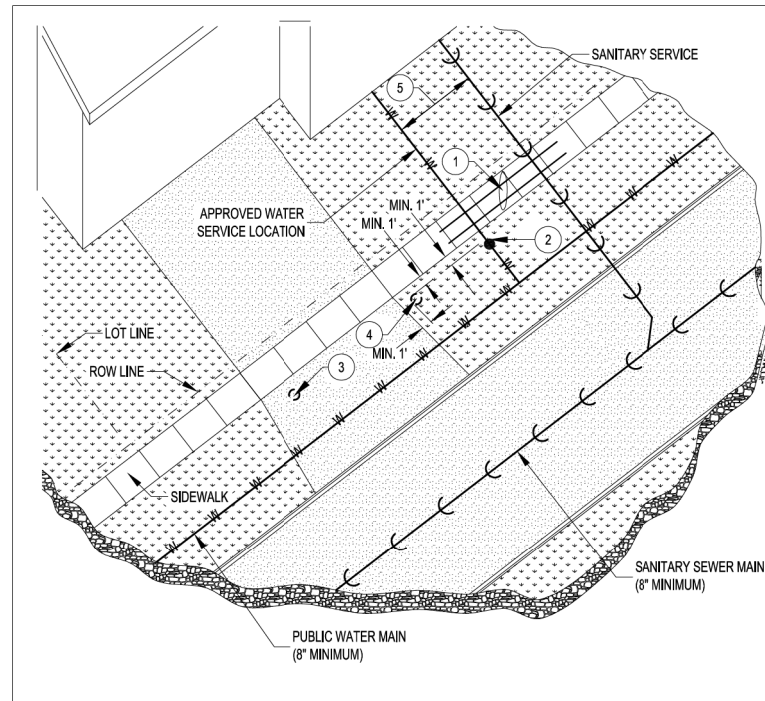 SANITARY SERVICE
5
1
APPROVED WATER
SERVICE LOCATION
MIN. 1'
MIN. 1'
2
4
LOT LINE
MIN. 1'
ROW LINE
3
SIDEWALK
SANITARY SEWER MAIN
(8" MINIMUM)
PUBLIC WATER MAIN
(8" MINIMUM)
W
W
W
W
W
W
W
W
W
W
W
W
W
W